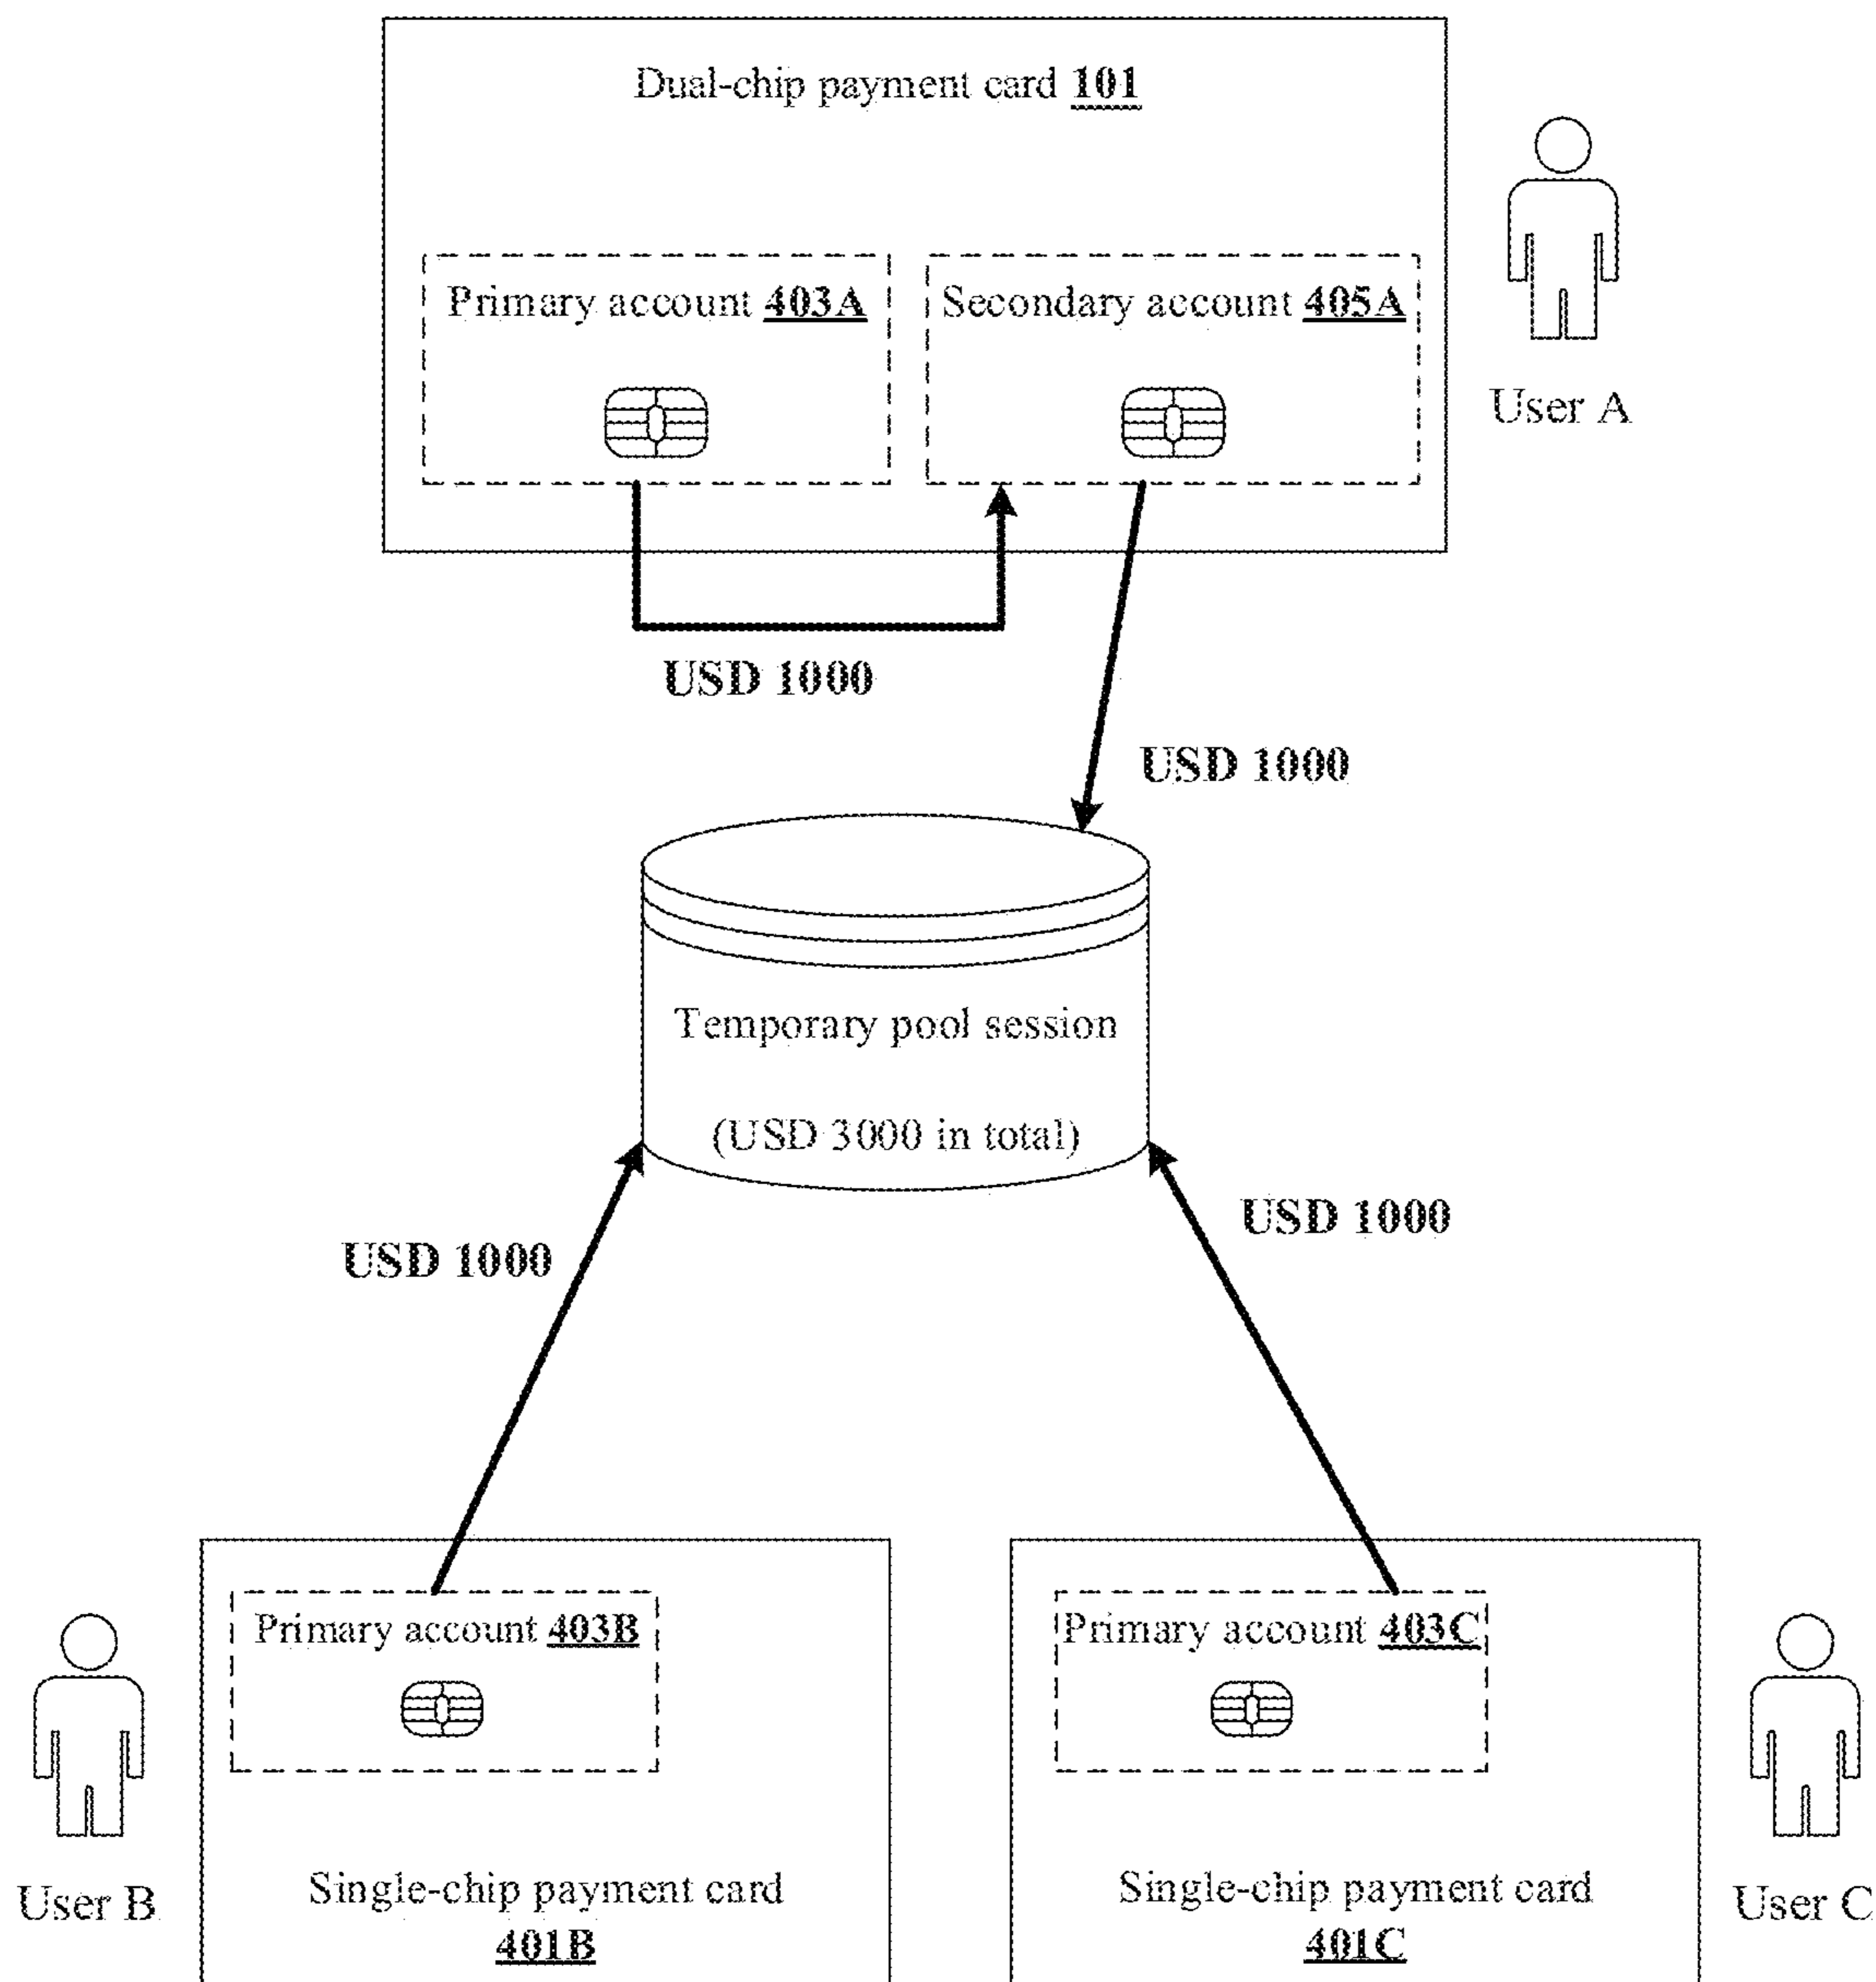 Dual-chip payment card 101
Primary account 403A
Secondary account 405A
User A
USD 1000
USD 1000
Temporary pool session
(USD 3000 in total)
USD 1000
USD 1000
Primary account 403B
Primary account 403C
User B
Single-chip payment card
401B
Single-chip payment card
401C
User C